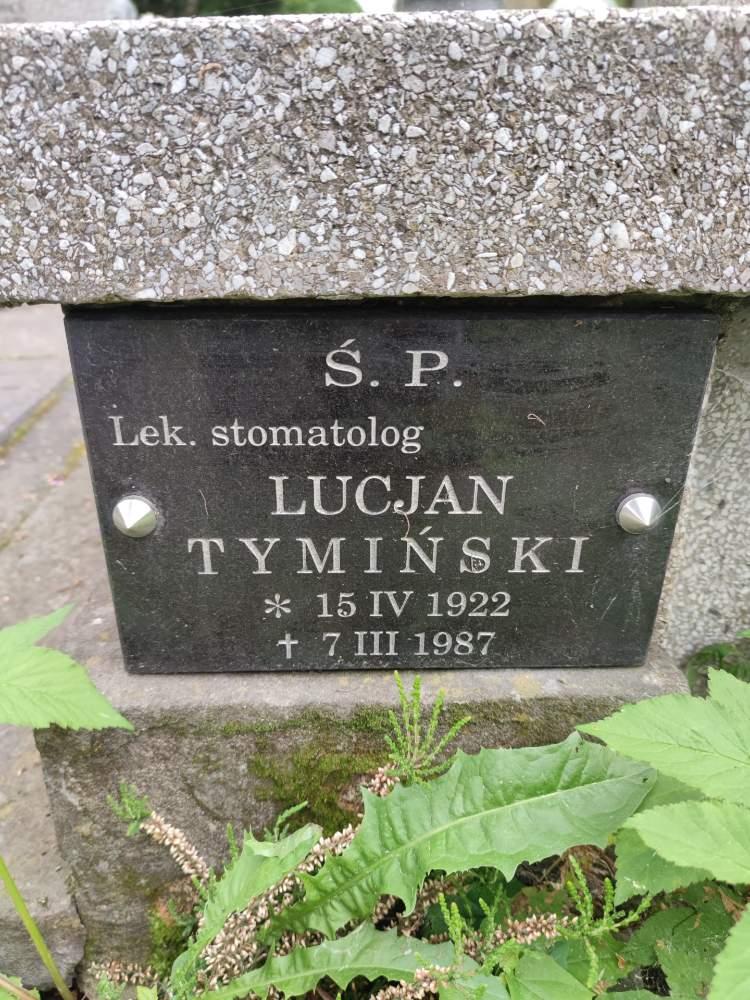 Ś. P.
Lek. stomatolog
LUCJAN
TYMIŃSKI
* 15 IV 1922
† 7 III 1987